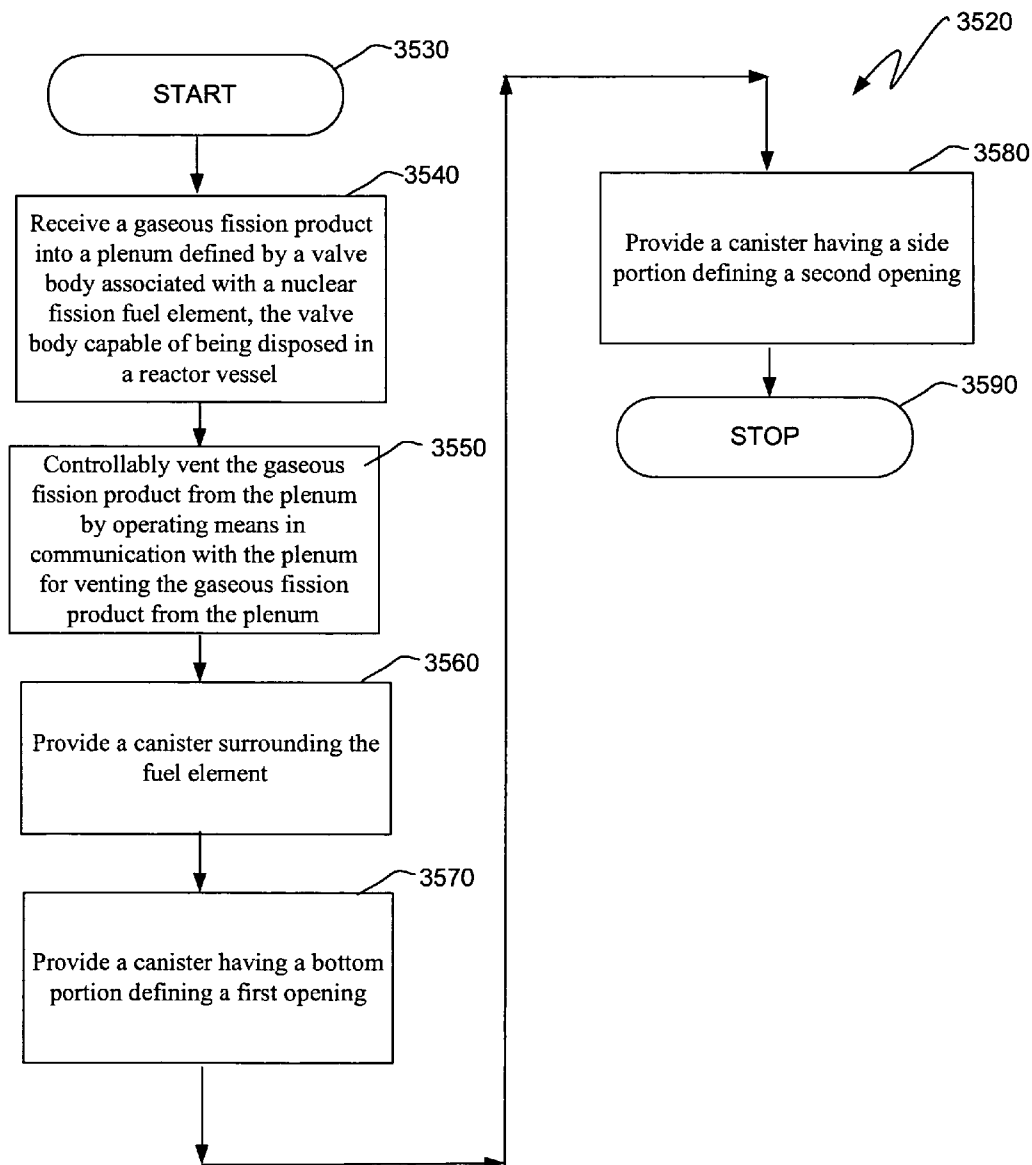 3520
3530
START
3540
Receive a gaseous fission product
into a plenum defined by a valve
body associated with a nuclear
fission fuel element, the valve
body capable of being disposed in
a reactor vessel
3550
Controllably vent the gaseous
fission product from the plenum
by operating means in
communication with the plenum
for venting the gaseous fission
product from the plenum
3560
Provide a canister surrounding the
fuel element
3570
Provide a canister having a bottom
portion defining a first opening
3580
Provide a canister having a side
portion defining a second opening
3590
STOP